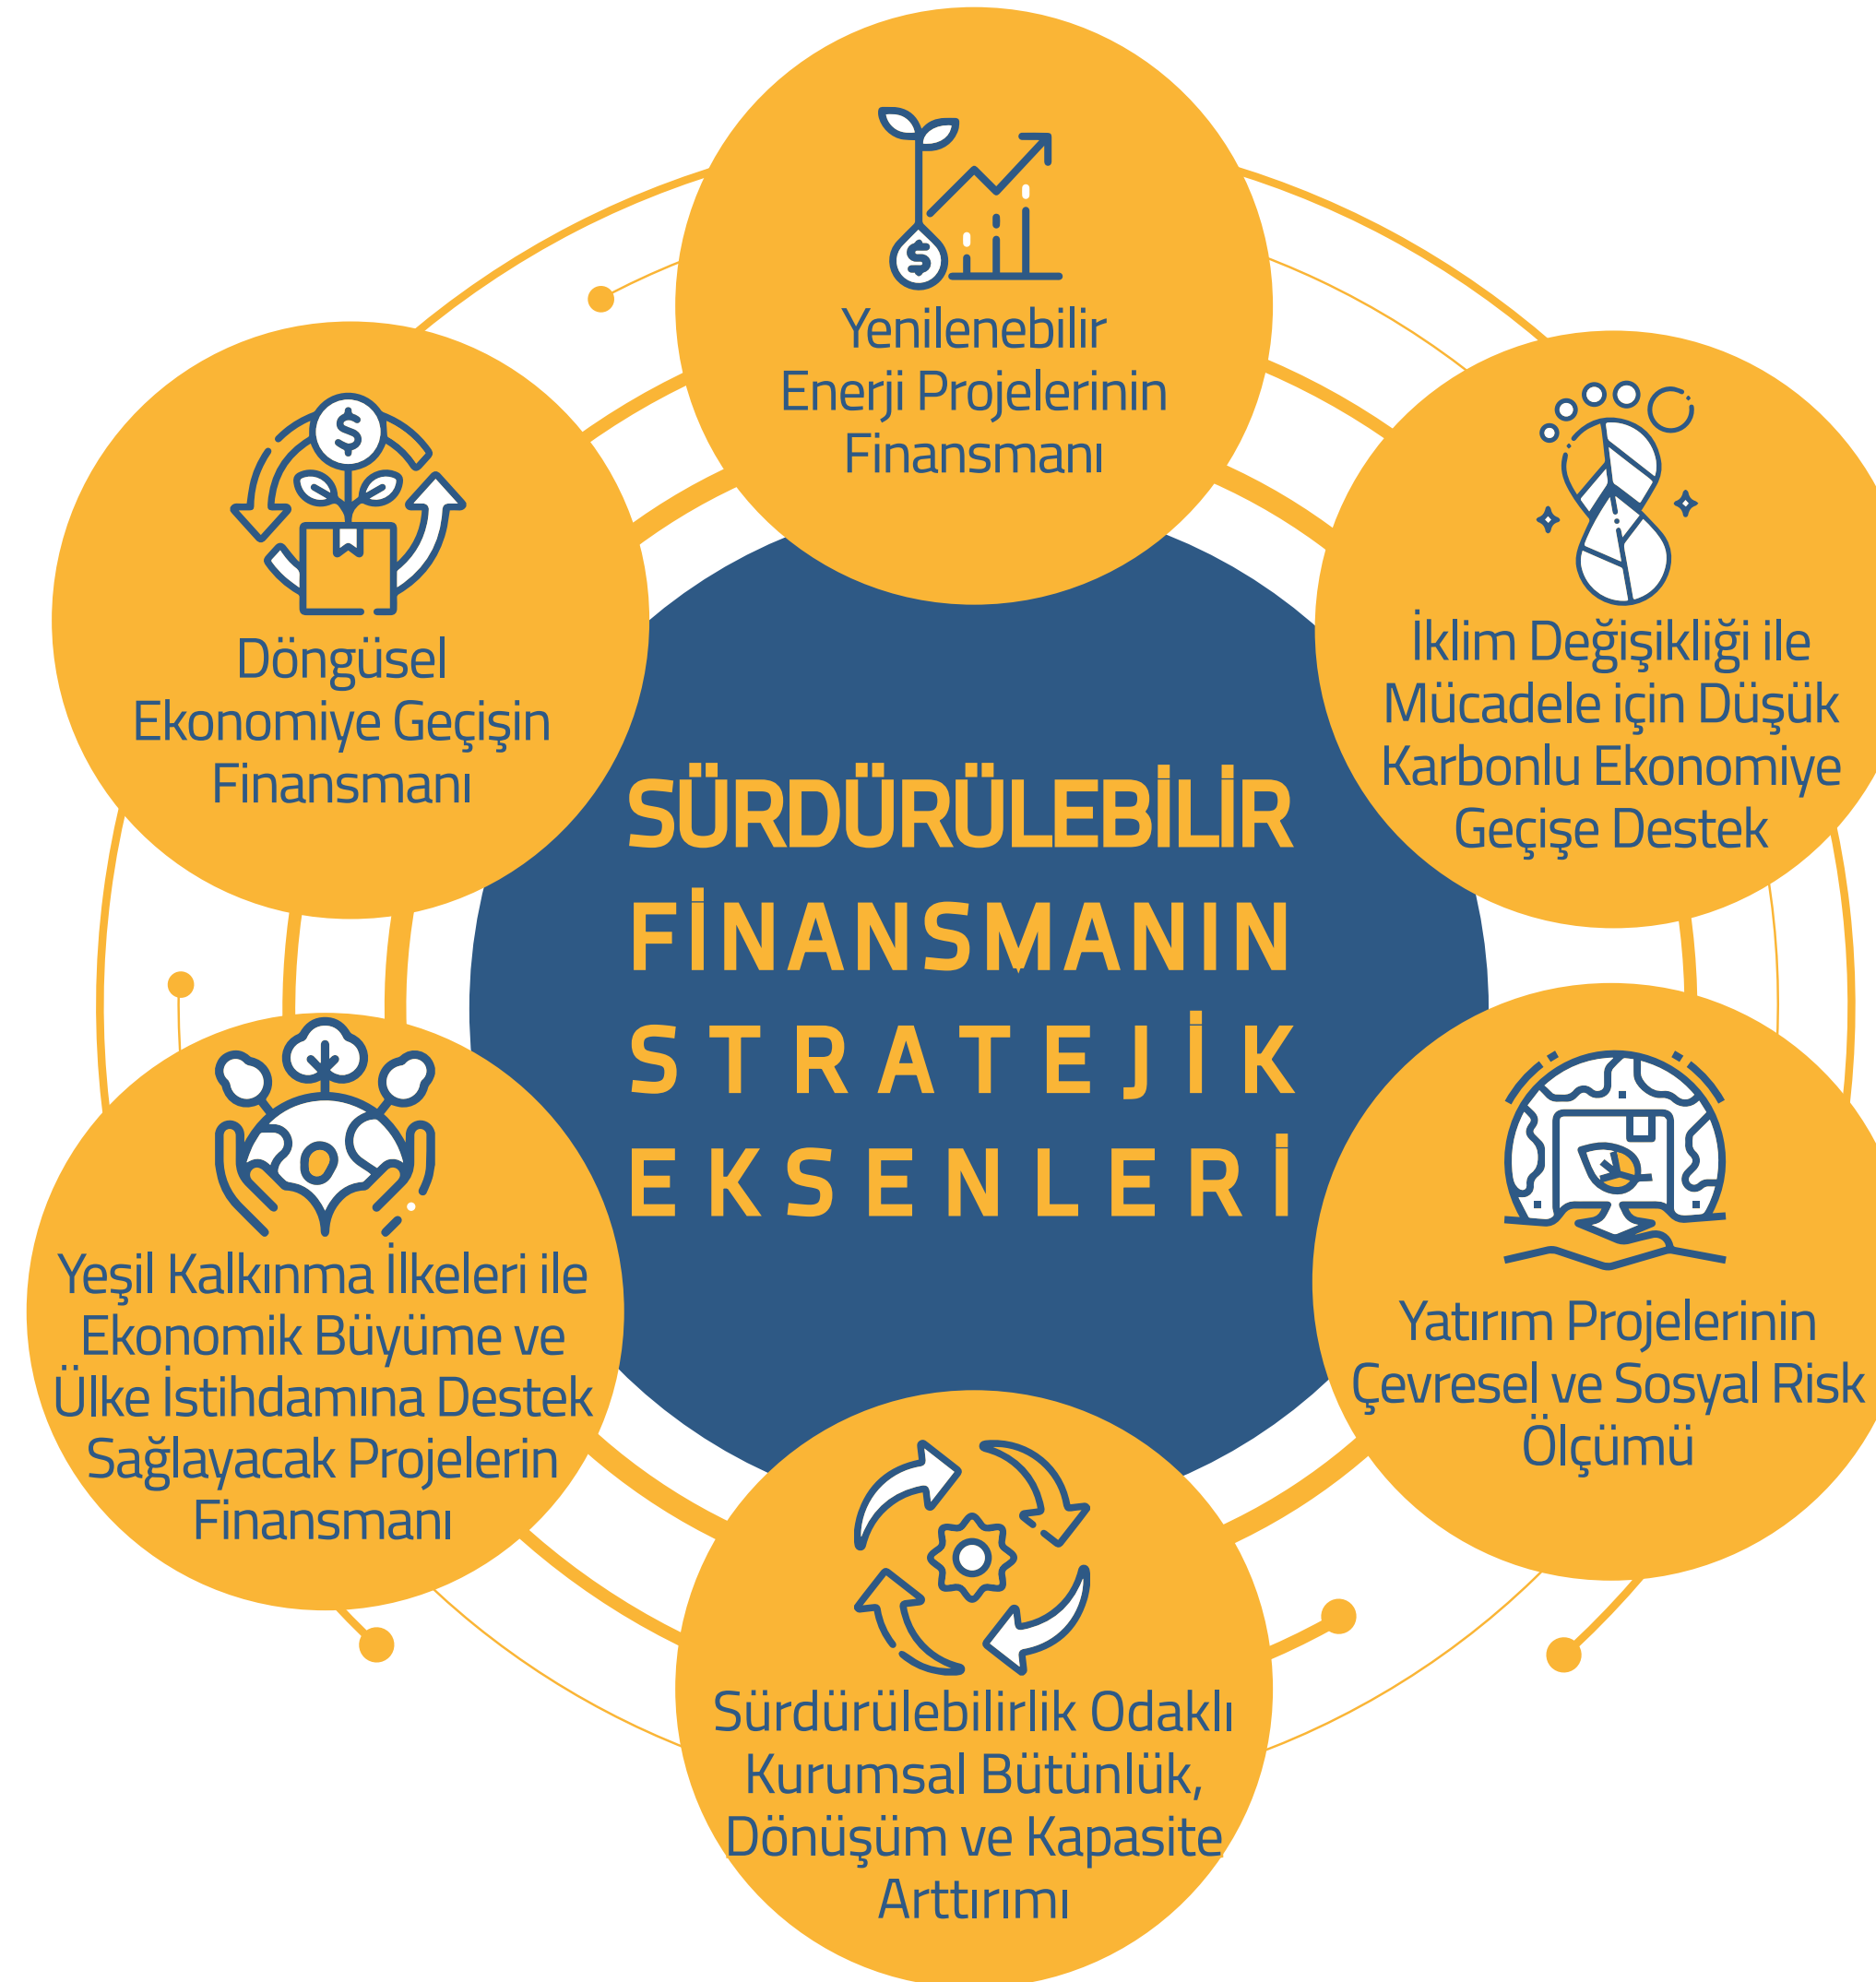 Yenilenebilir
Enerji Projelerinin
Finansmanı
İklim Değişikliği ile
Mücadele için Düşük
Karbonlu Ekonomiye
Geçişe Destek
Döngüsel
Ekonomiye Geçişin
Finansmanı
SÜRDÜRÜLEBİLİR
FİNANSMANIN
STRATEJİK
EKSENLERİ
Yeşil Kalkınma İlkeleri ile
Ekonomik Büyüme ve
Ülke İstihdamına Destek
Sağlayacak Projelerin
Finansmanı
Yatırım Projelerinin
Çevresel ve Sosyal Risk
Ölçümü
Sürdürülebilirlik Odaklı
Kurumsal Bütünlük,
Dönüşüm ve Kapasite
Arttırımı